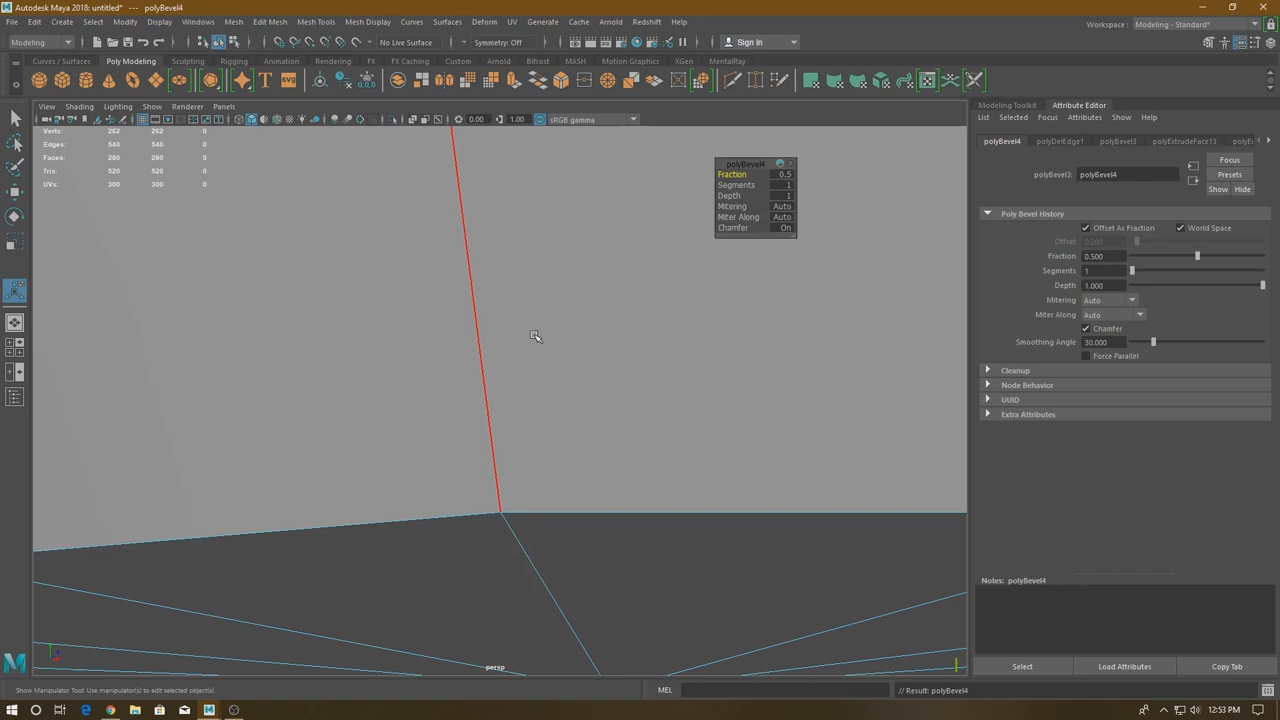 Autodesk Maya 2018: untitled*   ---   polyBevel4
File Edit Create Select Modify Display Windows Mesh Edit Mesh Mesh Tools Mesh Display Curves Surfaces Deform UV Generate Cache Arnold Redshift Help
Workspace : Modeling - Standard*
Modeling No Live Surface Symmetry: Off Sign In
Curves / Surfaces Poly Modeling Sculpting Rigging Animation Rendering FX FX Caching Custom Arnold Bifrost MASH Motion Graphics XGen MentalRay
View Shading Lighting Show Renderer Panels
0.00 1.00 sRGB gamma
Verts: 262 262 0
Edges: 540 540 0
Faces: 280 280 0
Tris: 520 520 0
UVs: 300 300 0
polyBevel4
Fraction 0.5
Segments 1
Depth 1
Mitering Auto
Miter Along Auto
Chamfer On
persp
Modeling Toolkit Attribute Editor
List Selected Focus Attributes Show Help
polyBevel4 polyDelEdge1 polyBevel3 polyExtrudeFace13
polyBevel3: polyBevel4
Focus
Presets
Show Hide
Poly Bevel History
Offset As Fraction World Space
Offset 0.200
Fraction 0.500
Segments 1
Depth 1.000
Mitering Auto
Miter Along Auto
Chamfer
Smoothing Angle 30.000
Force Parallel
Cleanup
Node Behavior
UUID
Extra Attributes
Notes: polyBevel4
Select Load Attributes Copy Tab
Show Manipulator Tool: Use manipulator(s) to edit selected object(s).
MEL
// Result: polyBevel4
12:53 PM